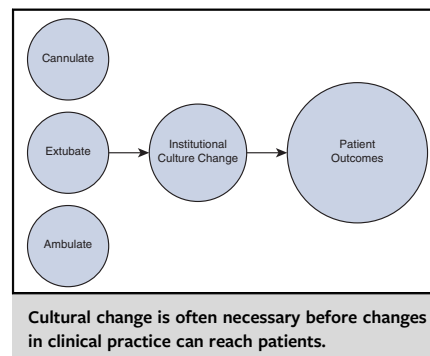 Cannulate
Extubate
Ambulate
Institutional
Culture Change
Patient
Outcomes
Cultural change is often necessary before changes
in clinical practice can reach patients.